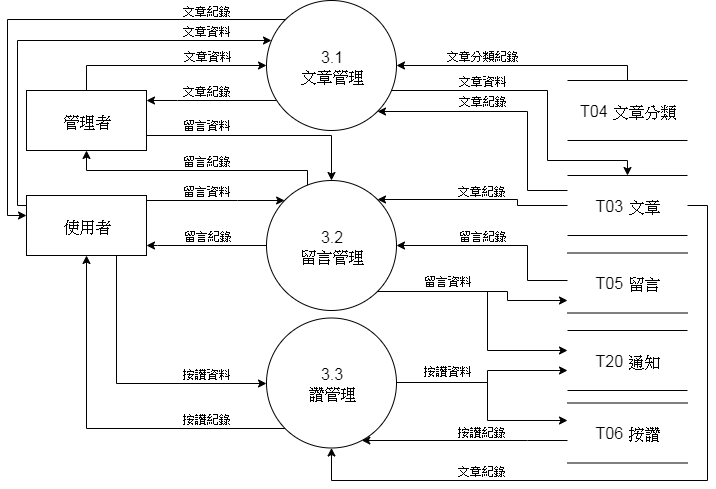 文章紀錄
文章資料
文章資料
文章紀錄
留言資料
留言紀錄
留言資料
留言紀錄
按讚資料
按讚紀錄
管理者
使用者
3.1
文章管理
3.2
留言管理
3.3
讚管理
文章分類紀錄
文章資料
文章紀錄
文章紀錄
留言紀錄
留言資料
按讚資料
按讚紀錄
文章紀錄
T04 文章分類
T03 文章
T05 留言
T20 通知
T06 按讚